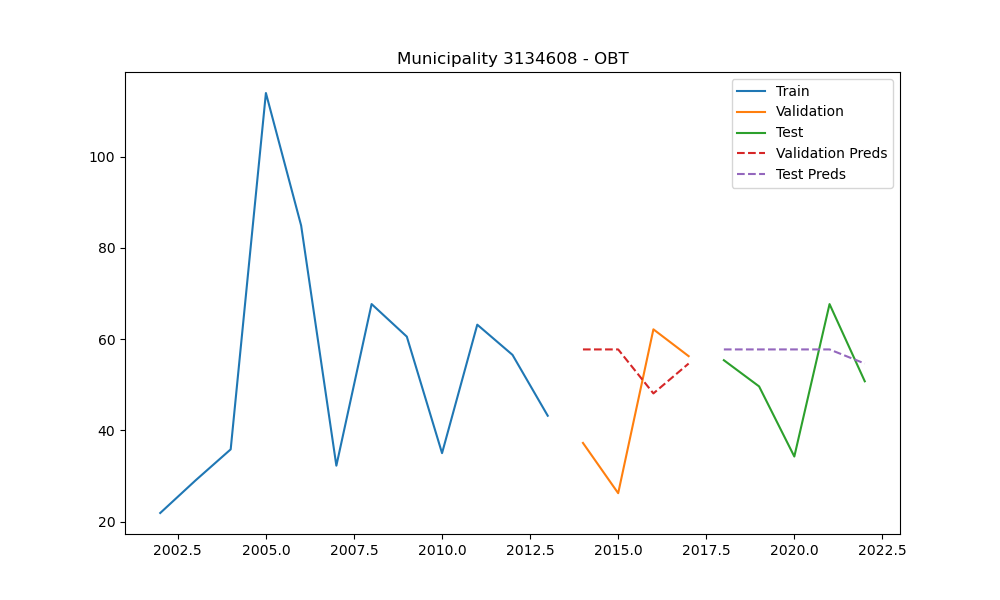 Municipality 3134608 - OBT
Train
Validation
Test
Validation Preds
Test Preds
100
80
60
40
20
2002.5 2005.0 2007.5 2010.0 2012.5 2015.0 2017.5 2020.0 2022.5